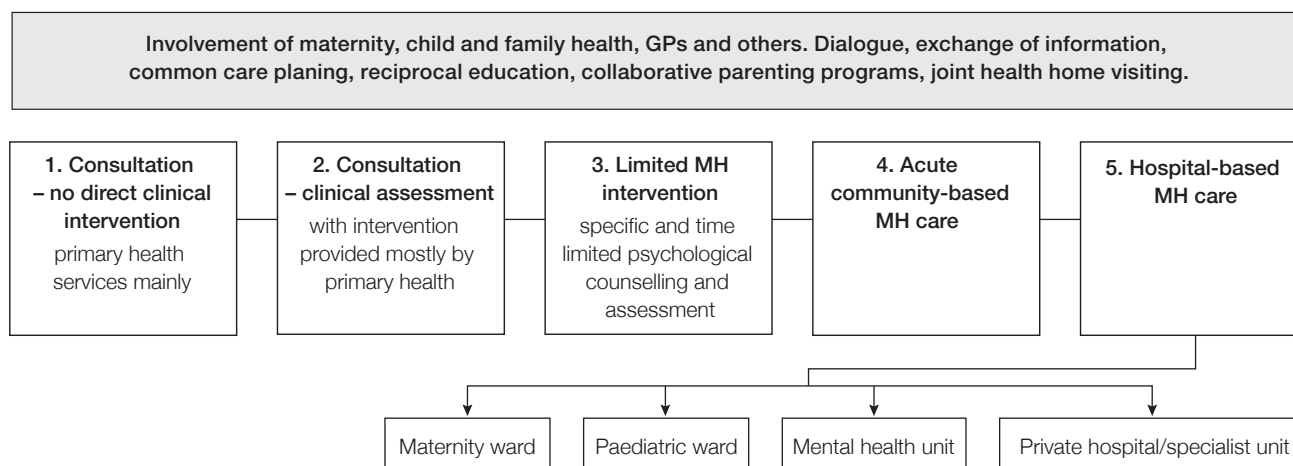 Involvement of maternity, child and family health, GPs and others. Dialogue, exchange of information,
common care planing, reciprocal education, collaborative parenting programs, joint health home visiting.
1. Consultation
– no direct clinical
intervention
primary health
services mainly
2. Consultation
– clinical assessment
with intervention
provided mostly by
primary health
3. Limited MH
intervention
specific and time
limited psychological
counselling and
assessment
4. Acute
community-based
MH care
5. Hospital-based
MH care
Maternity ward
Paediatric ward
Mental health unit
Private hospital/specialist unit